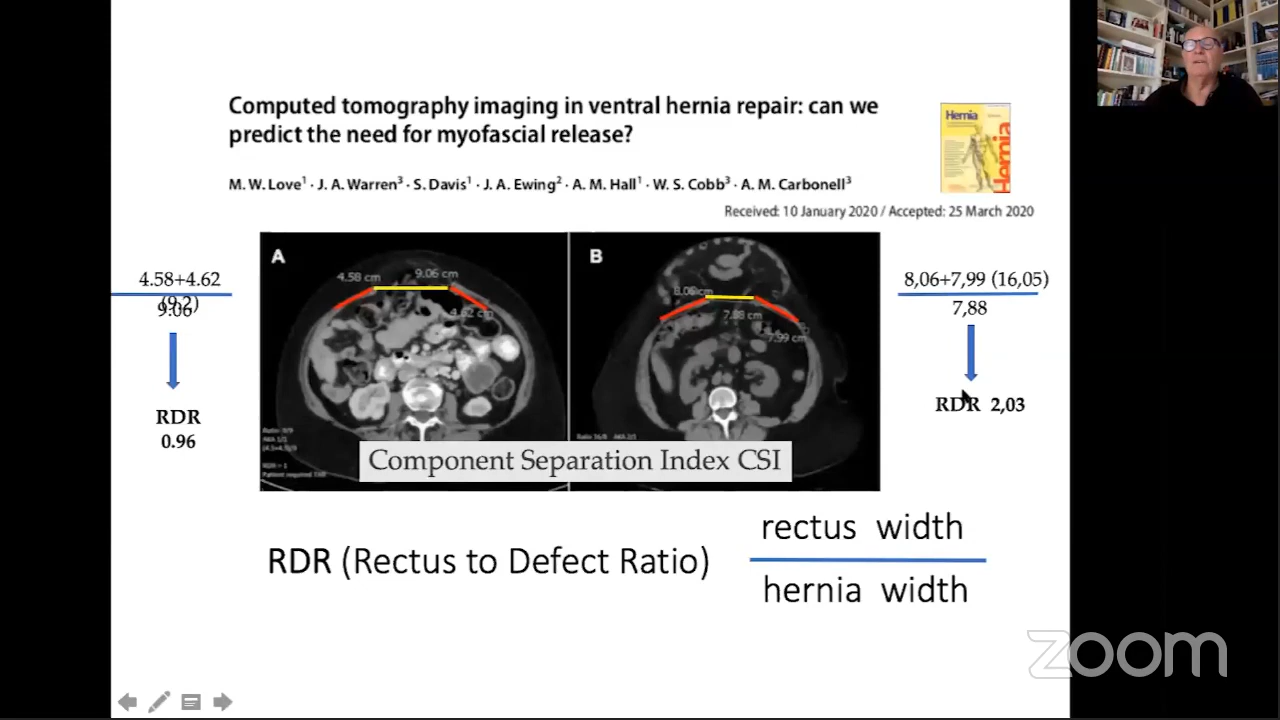 Computed tomography imaging in ventral hernia repair: can we
predict the need for myofascial release?
Hernia
Hernia
M. W. Love¹ · J. A. Warren³ · S. Davis¹ · J. A. Ewing² · A. M. Hall¹ · W. S. Cobb³ · A. M. Carbonell³
Received: 10 January 2020 / Accepted: 25 March 2020
A
4.58 cm
9.06 cm
4.62 cm
B
8.06cm
7.88 cm
7.99 cm
4.58+4.62
(9.2)
9.06
RDR
0.96
8,06+7,99 (16,05)
7,88
RDR 2,03
Component Separation Index CSI
RDR (Rectus to Defect Ratio)
rectus width
hernia width
zoom